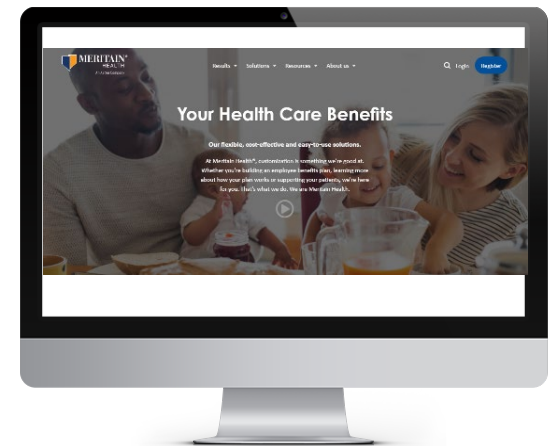 MERITAIN®
HEALTH
Results Solutions Resources About us Login Register
Your Health Care Benefits
Our flexible, cost-effective and easy-to-use solutions.
At Meritain Health®, customization is something we're good at.
Whether you're building an employee benefits plan, learning more
about how your plan works or supporting your patients, we're here
for you. That's what we do. We are Meritain Health.